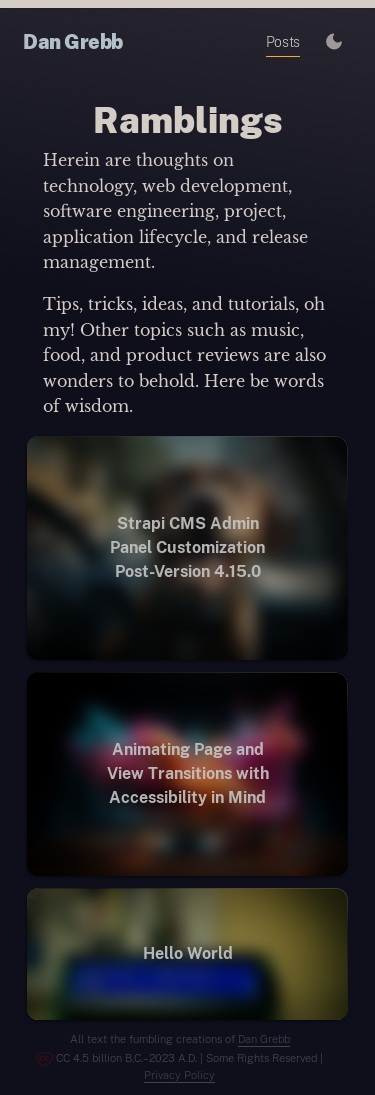 Dan Grebb
Posts
Ramblings
Herein are thoughts on
technology, web development,
software engineering, project,
application lifecycle, and release
management.
Tips, tricks, ideas, and tutorials, oh
my! Other topics such as music,
food, and product reviews are also
wonders to behold. Here be words
of wisdom.
Strapi CMS Admin
Panel Customization
Post-Version 4.15.0
Animating Page and
View Transitions with
Accessibility in Mind
Hello World
All text the fumbling creations of Dan Grebb
CC 4.5 billion B.C.–2023 A.D. | Some Rights Reserved |
Privacy Policy